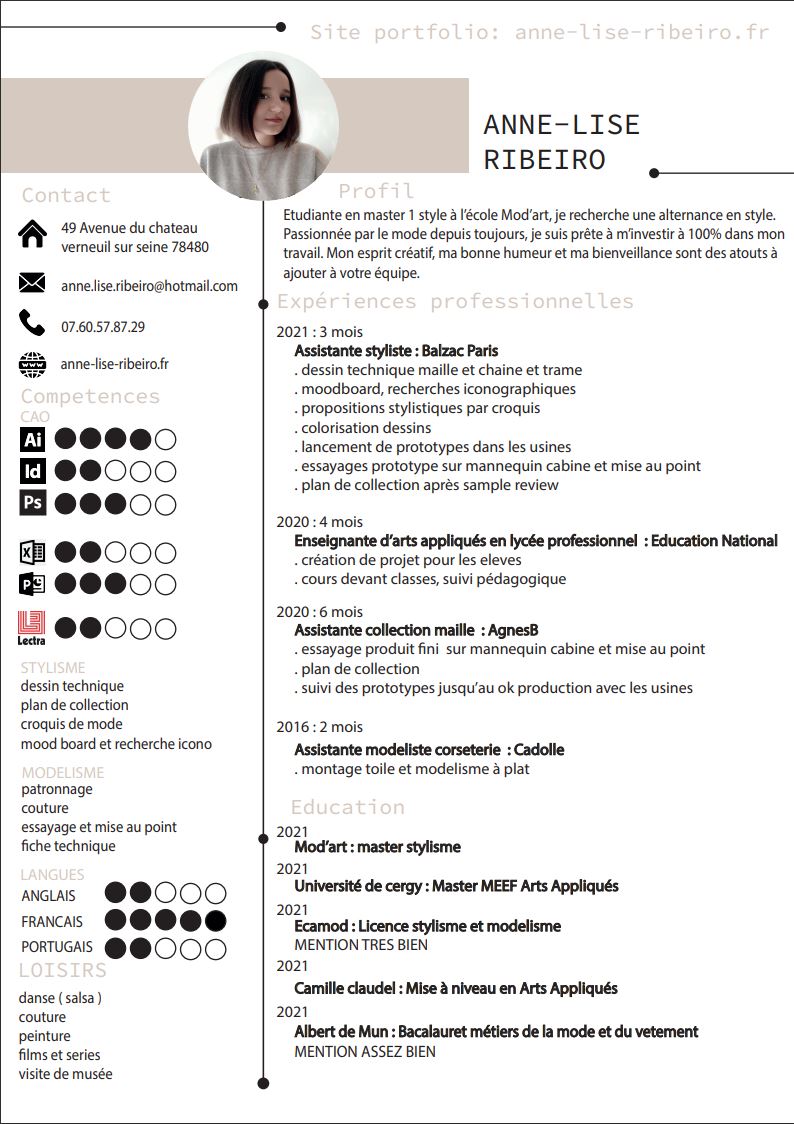 Site portfolio: anne-lise-ribeiro.fr
ANNE-LISE
RIBEIRO
Contact
49 Avenue du chateau
verneuil sur seine 78480
anne.lise.ribeiro@hotmail.com
07.60.57.87.29
www
anne-lise-ribeiro.fr
Competences
CAO
Ai
Id
Ps
X
P
Lectra
STYLISME
dessin technique
plan de collection
croquis de mode
mood board et recherche icono
MODELISME
patronnage
couture
essayage et mise au point
fiche technique
LANGUES
ANGLAIS
FRANCAIS
PORTUGAIS
LOISIRS
danse ( salsa )
couture
peinture
films et series
visite de musée
Profil
Etudiante en master 1 style à l'école Mod'art, je recherche une alternance en style.
Passionnée par le mode depuis toujours, je suis prête à m'investir à 100% dans mon
travail. Mon esprit créatif, ma bonne humeur et ma bienveillance sont des atouts à
ajouter à votre équipe.
Expériences professionnelles
2021 : 3 mois
Assistante styliste : Balzac Paris
. dessin technique maille et chaine et trame
. moodboard, recherches iconographiques
. propositions stylistiques par croquis
. colorisation dessins
. lancement de prototypes dans les usines
. essayages prototype sur mannequin cabine et mise au point
. plan de collection après sample review
2020 : 4 mois
Enseignante d'arts appliqués en lycée professionnel : Education National
. création de projet pour les eleves
. cours devant classes, suivi pédagogique
2020 : 6 mois
Assistante collection maille : AgnesB
. essayage produit fini sur mannequin cabine et mise au point
. plan de collection
. suivi des prototypes jusqu'au ok production avec les usines
2016 : 2 mois
Assistante modeliste corseterie : Cadolle
. montage toile et modelisme à plat
Education
2021
Mod'art : master stylisme
2021
Université de cergy : Master MEEF Arts Appliqués
2021
Ecamod : Licence stylisme et modelisme
MENTION TRES BIEN
2021
Camille claudel : Mise à niveau en Arts Appliqués
2021
Albert de Mun : Bacalauret métiers de la mode et du vetement
MENTION ASSEZ BIEN